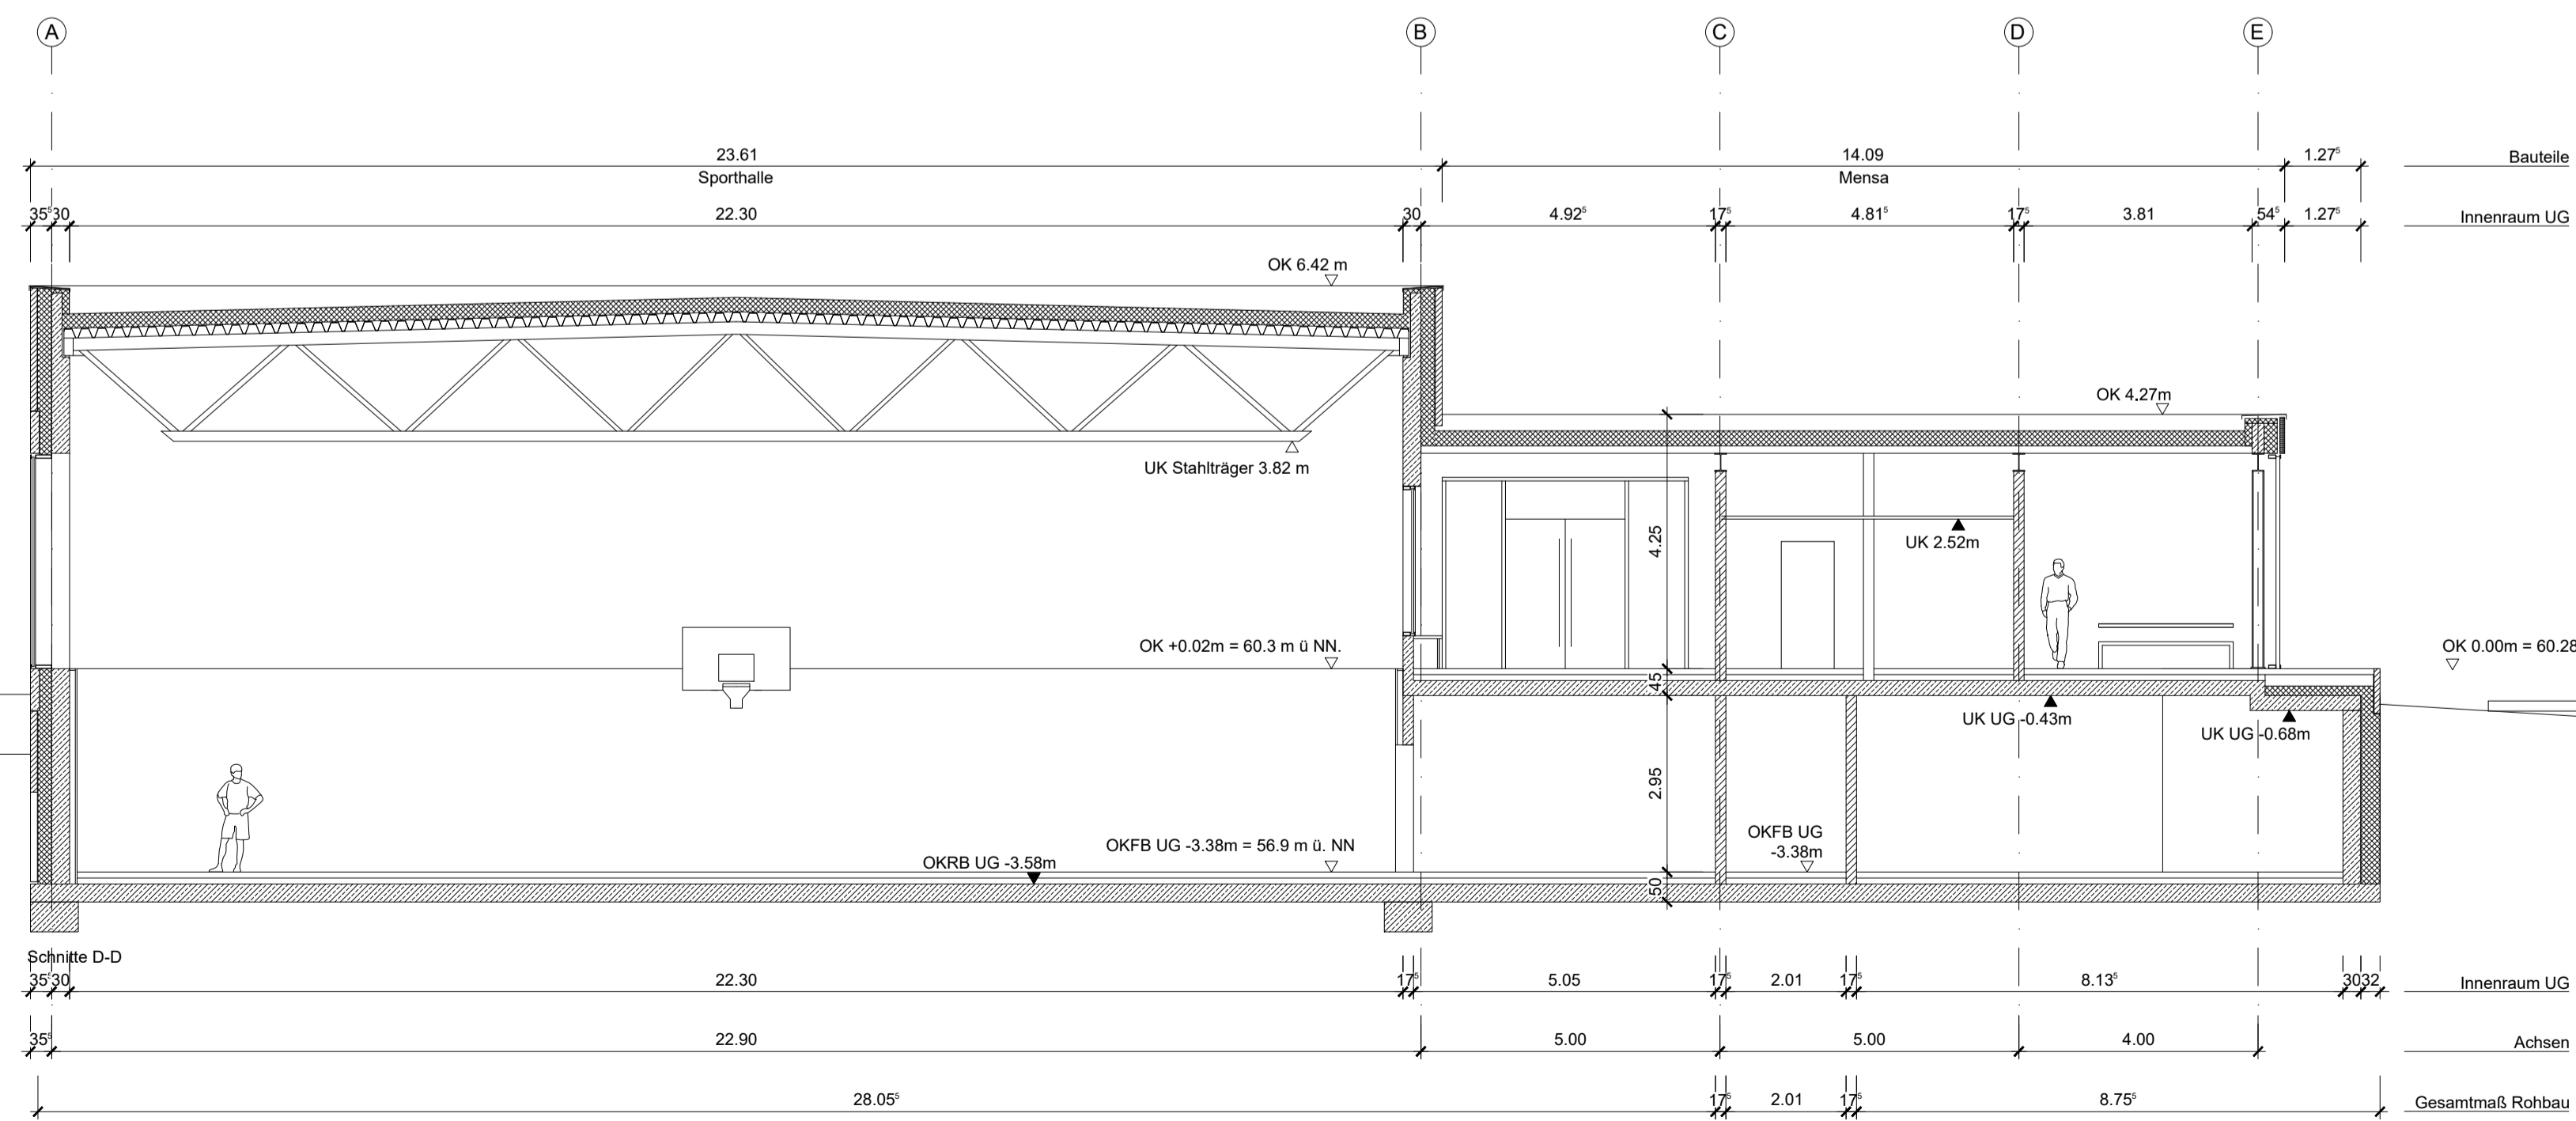 A B C D E
23.61 14.09 1.27⁵ Bauteile
Sporthalle Mensa
35⁵ 30 22.30 30 4.92⁵ 17⁵ 4.81⁵ 17⁵ 3.81 54⁵ 1.27⁵ Innenraum UG
OK 6.42 m
OK 4.27m
UK Stahlträger 3.82 m
4.25
UK 2.52m
OK +0.02m = 60.3 m ü NN.
OK 0.00m = 60.28
45
UK UG -0.43m
UK UG -0.68m
2.95
OKFB UG
-3.38m
OKFB UG -3.38m = 56.9 m ü. NN
OKRB UG -3.58m
50
Schnitte D-D
35⁵ 30 22.30 17⁵ 5.05 17⁵ 2.01 17⁵ 8.13⁵ 30 32 Innenraum UG
35⁵ 22.90 5.00 5.00 4.00 Achsen
28.05⁵ 17⁵ 2.01 17⁵ 8.75⁵ Gesamtmaß Rohbau